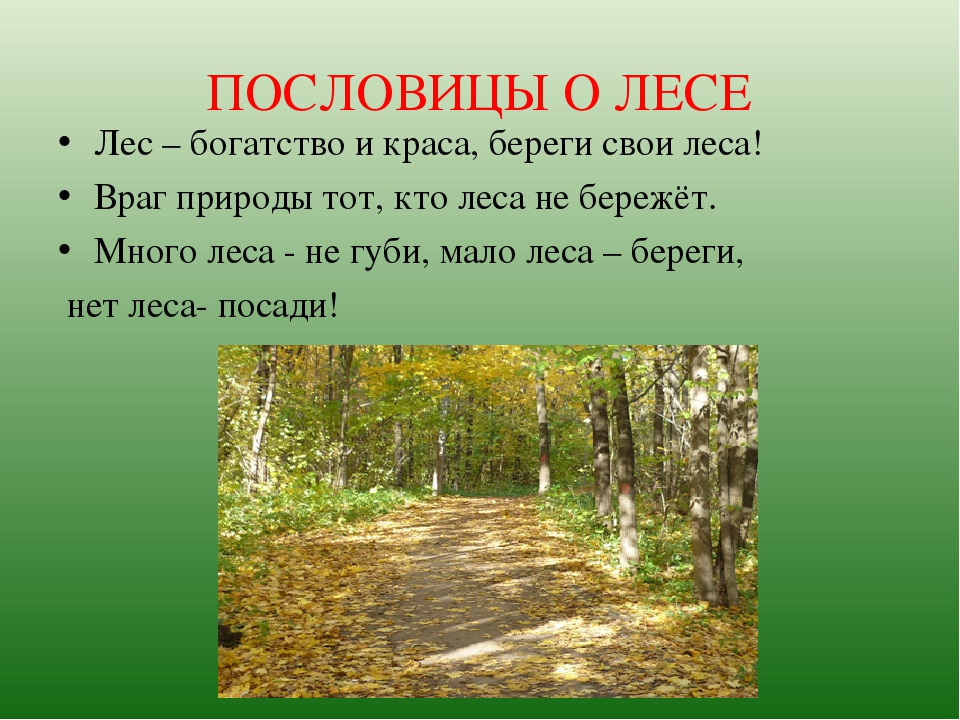 ПОСЛОВИЦЫ О ЛЕСЕ
• Лес – богатство и краса, береги свои леса!
• Враг природы тот, кто леса не бережёт.
• Много леса - не губи, мало леса – береги,
нет леса- посади!